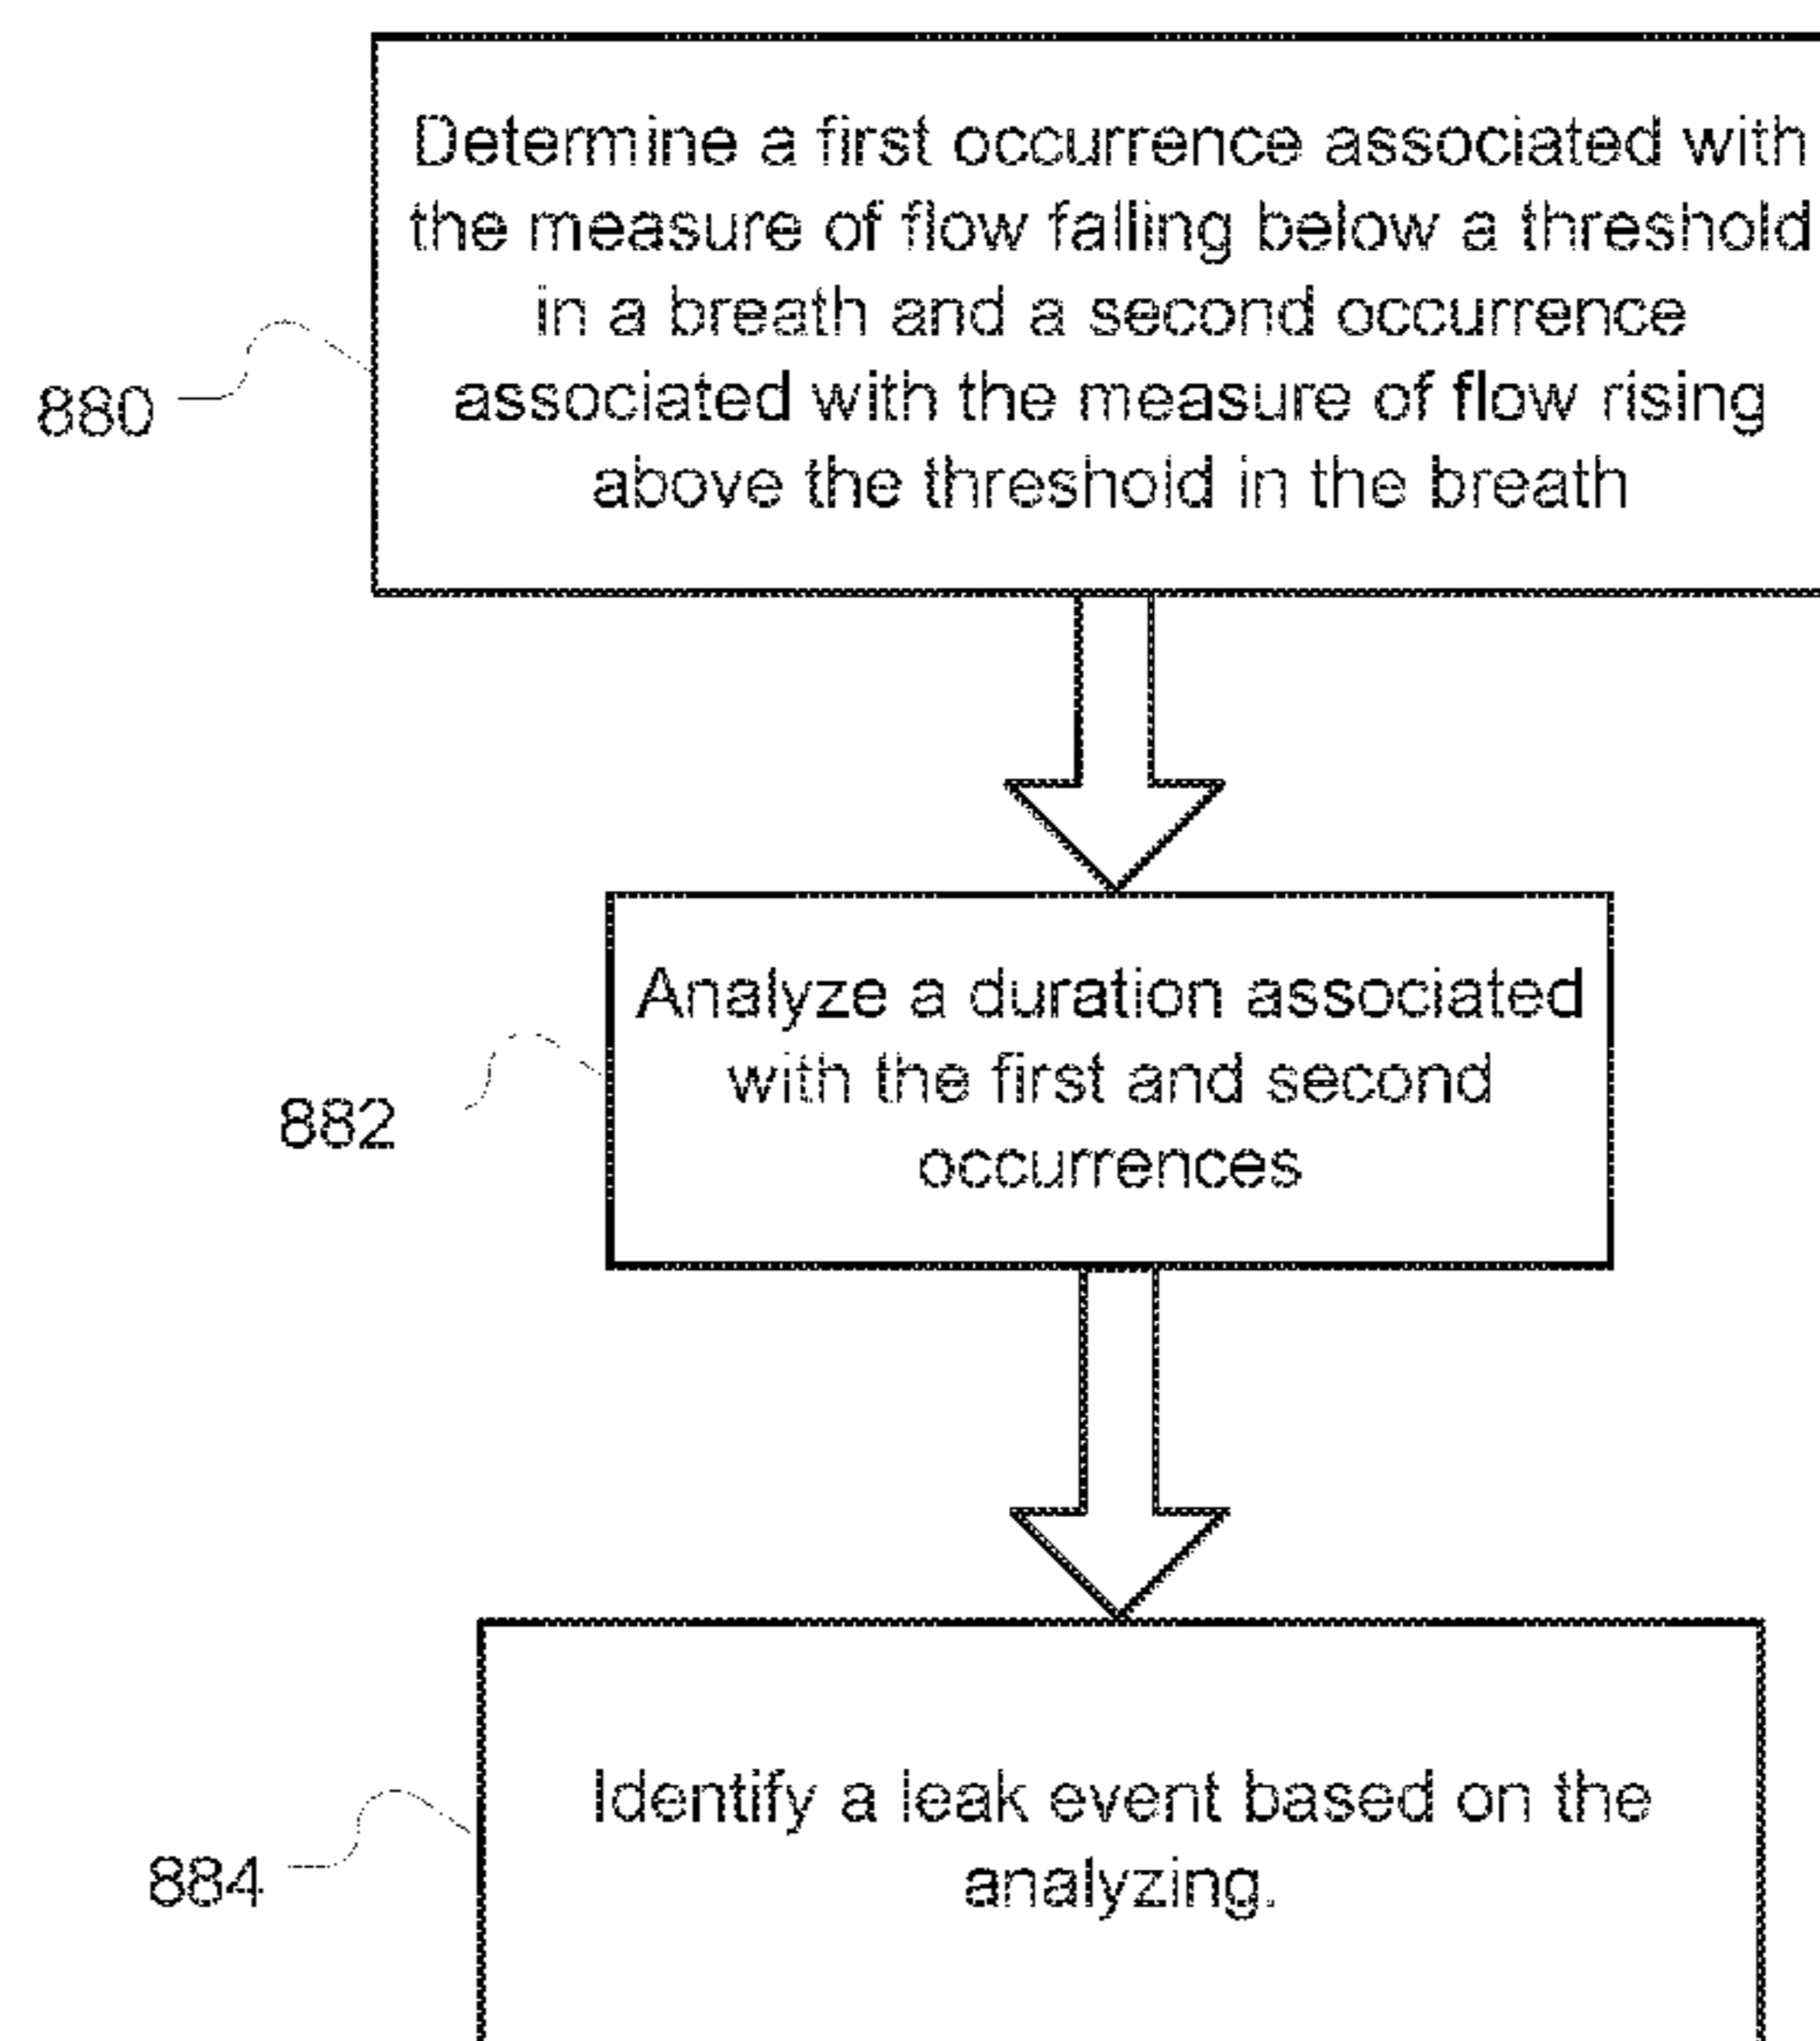 Determine a first occurrence associated with
the measure of flow falling below a threshold
in a breath and a second occurrence
associated with the measure of flow rising
above the threshold in the breath
880
Analyze a duration associated
with the first and second
occurrences
882
Identify a leak event based on the
analyzing.
884